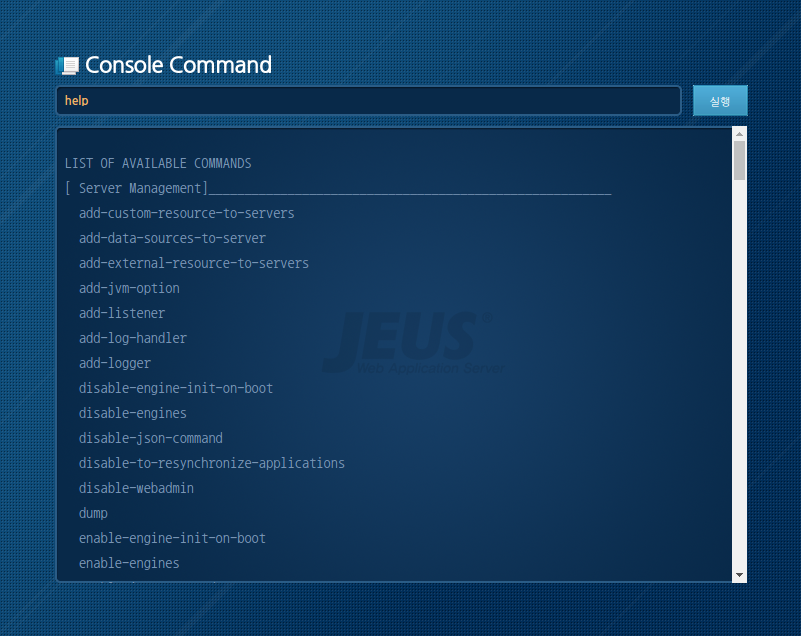 Console Command
help
실행
LIST OF AVAILABLE COMMANDS
[ Server Management]________________________________________________________
add-custom-resource-to-servers
add-data-sources-to-server
add-external-resource-to-servers
add-jvm-option
add-listener
add-log-handler
add-logger
disable-engine-init-on-boot
disable-engines
disable-json-command
disable-to-resynchronize-applications
disable-webadmin
dump
enable-engine-init-on-boot
enable-engines
JEUS®
Web Application Server